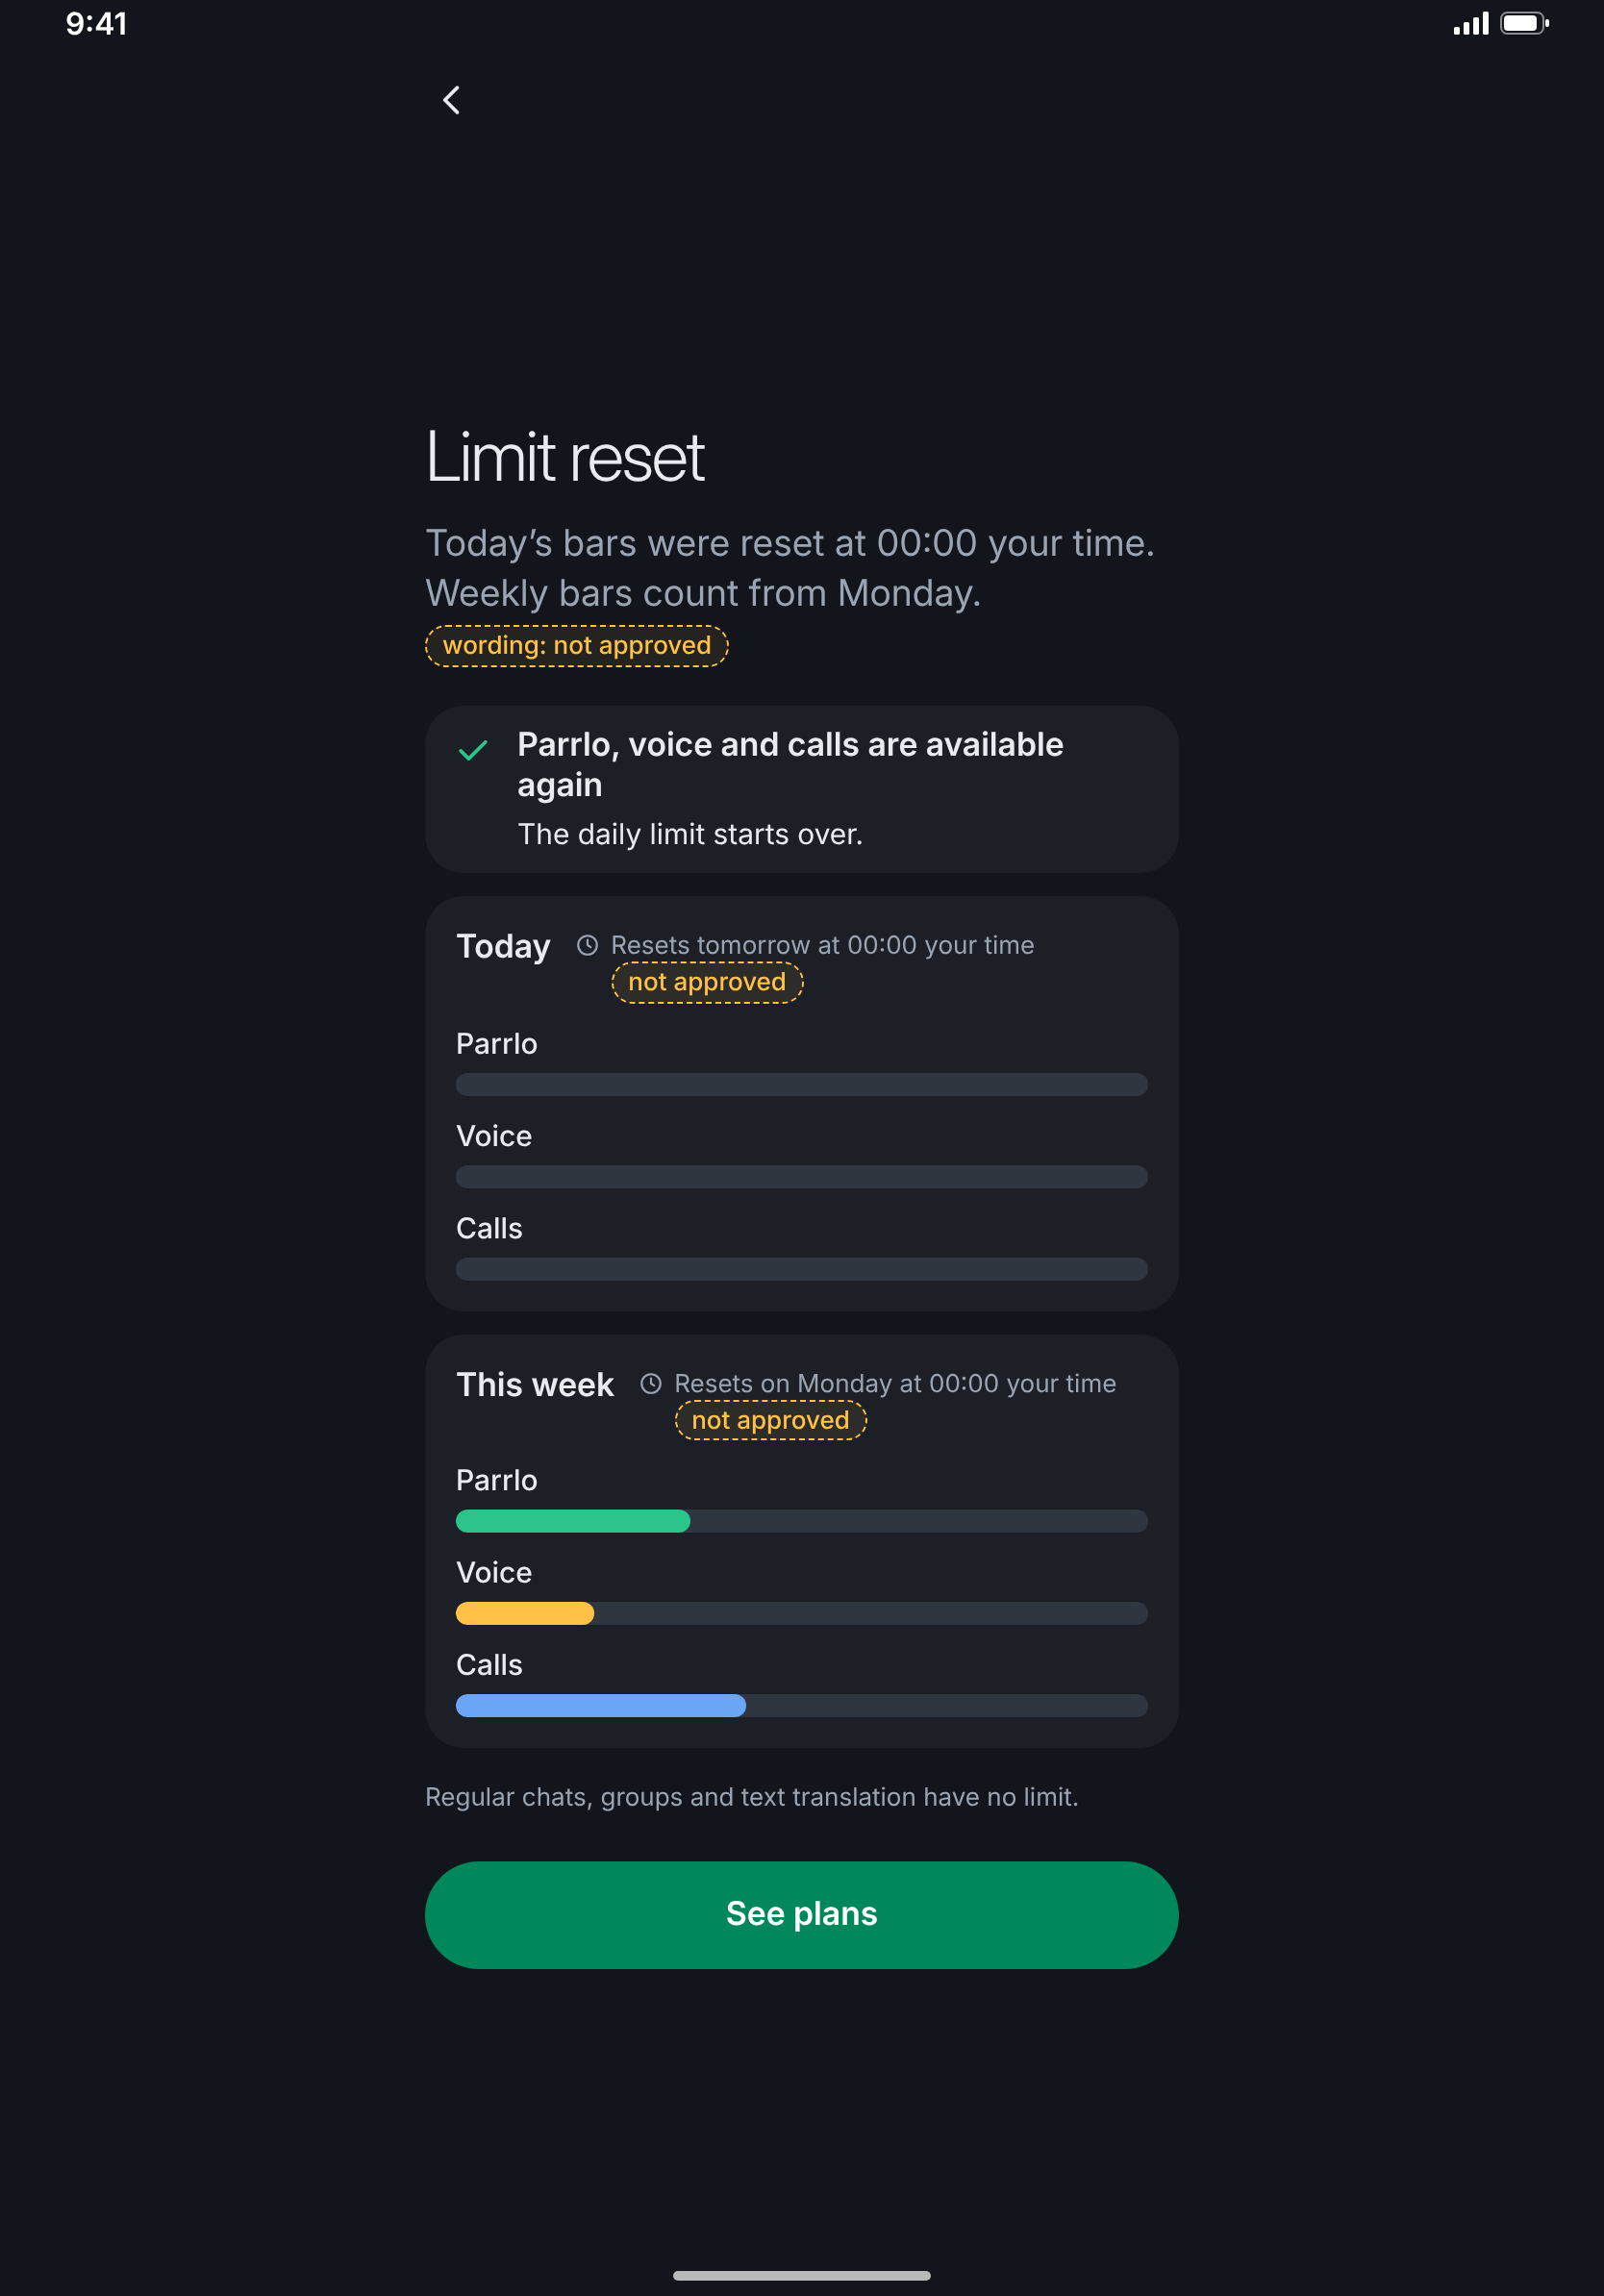 9:41
Limit reset
Today’s bars were reset at 00:00 your time.
Weekly bars count from Monday.
wording: not approved
Parrlo, voice and calls are available
again
The daily limit starts over.
Today Resets tomorrow at 00:00 your time
not approved
Parrlo
Voice
Calls
This week Resets on Monday at 00:00 your time
not approved
Parrlo
Voice
Calls
Regular chats, groups and text translation have no limit.
See plans